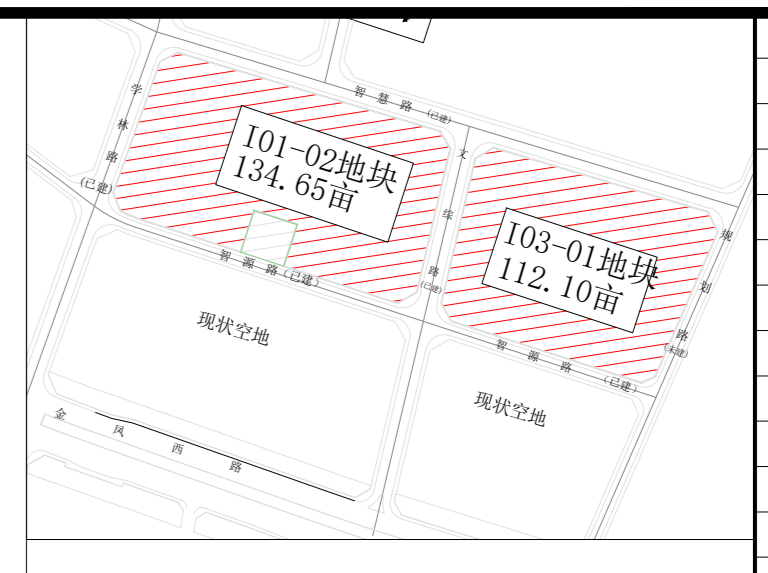 智慧路(已建)
学林路(已建)
I01-02地块
134.65亩
文综路(已建)
I03-01地块
112.10亩
规划路(未建)
智源路(已建)
智源路(已建)
现状空地
现状空地
金凤西路